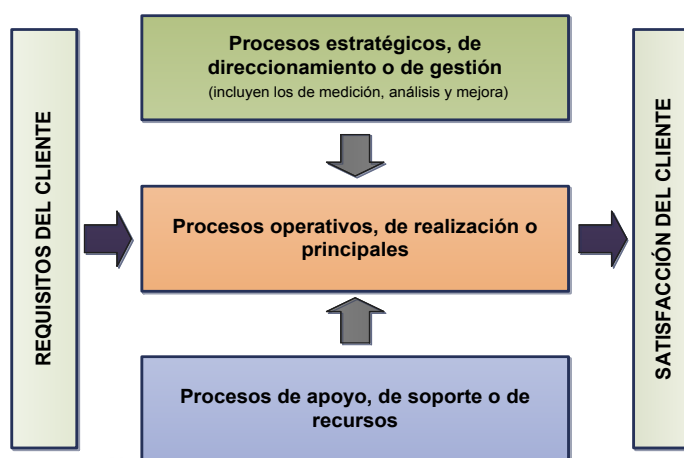 REQUISITOS DEL CLIENTE
Procesos estratégicos, de
direccionamiento o de gestión
(incluyen los de medición, análisis y mejora)
Procesos operativos, de realización o
principales
Procesos de apoyo, de soporte o de
recursos
SATISFACCIÓN DEL CLIENTE